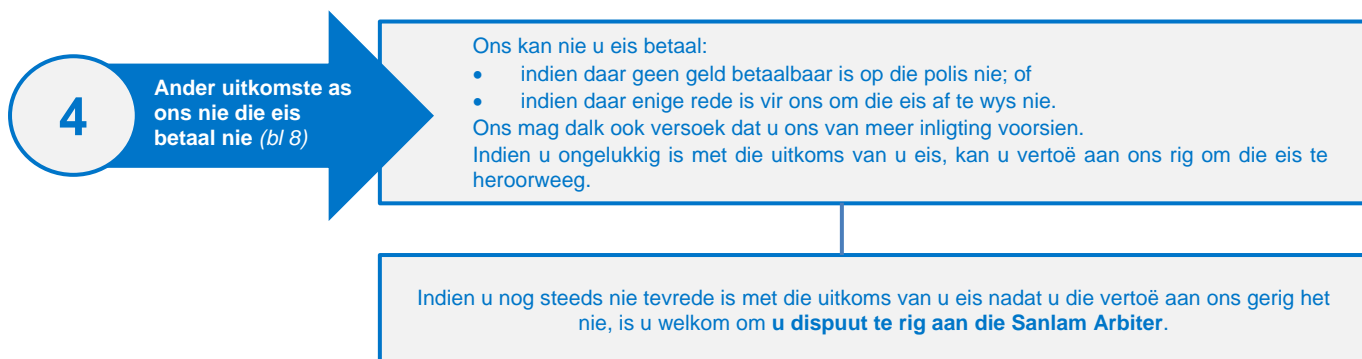 4
Ander uitkomste as
ons nie die eis
betaal nie (bl 8)
Ons kan nie u eis betaal:
• indien daar geen geld betaalbaar is op die polis nie; of
• indien daar enige rede is vir ons om die eis af te wys nie.
Ons mag dalk ook versoek dat u ons van meer inligting voorsien.
Indien u ongelukkig is met die uitkoms van u eis, kan u vertoë aan ons rig om die eis te
heroorweeg.
Indien u nog steeds nie tevrede is met die uitkoms van u eis nadat u die vertoë aan ons gerig het
nie, is u welkom om u dispuut te rig aan die Sanlam Arbiter.